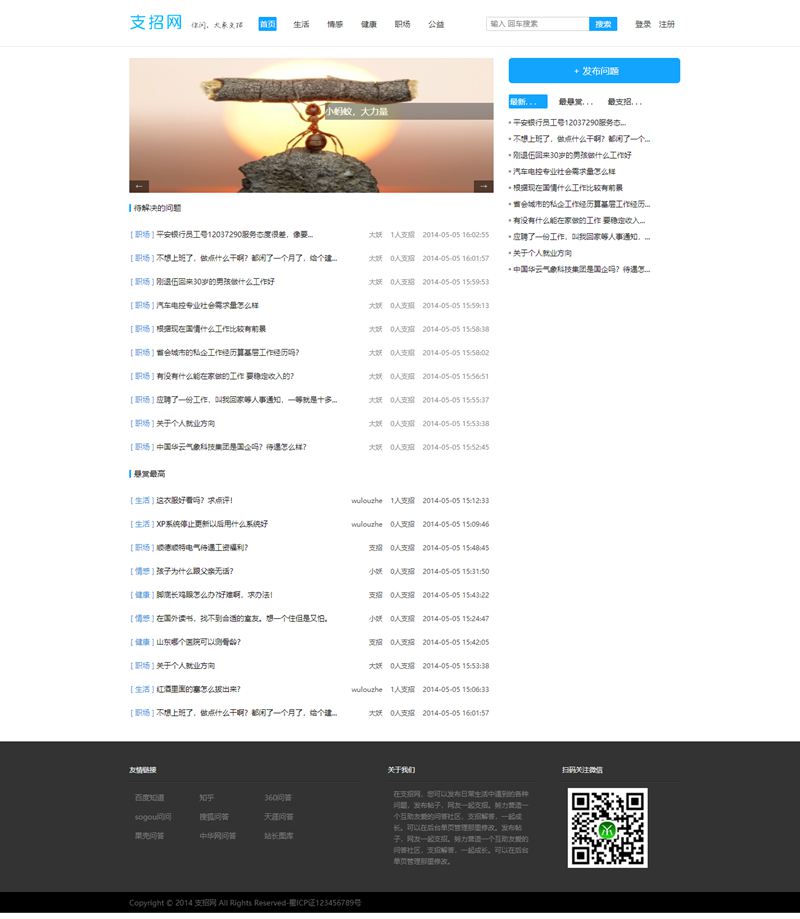 支招网 你问，大家支招 首页 生活 情感 健康 职场 公益 输入 回车搜索 搜索 登录 注册
小蚂蚁，大力量
← →
待解决的问题
[ 职场 ] 平安银行员工号12037290服务态度很差，像要... 大妖 1人支招 2014-05-05 16:02:55
[ 职场 ] 不想上班了，做点什么干啊？都闲了一个月了，给个建... 大妖 0人支招 2014-05-05 16:01:57
[ 职场 ] 刚退伍回来30岁的男孩做什么工作好 大妖 0人支招 2014-05-05 15:59:53
[ 职场 ] 汽车电控专业社会需求量怎么样 大妖 0人支招 2014-05-05 15:59:13
[ 职场 ] 根据现在国情什么工作比较有前景 大妖 0人支招 2014-05-05 15:58:38
[ 职场 ] 省会城市的私企工作经历算基层工作经历吗? 大妖 0人支招 2014-05-05 15:58:02
[ 职场 ] 有没有什么能在家做的工作 要稳定收入的? 大妖 0人支招 2014-05-05 15:56:51
[ 职场 ] 应聘了一份工作，叫我回家等人事通知，一等就是十多... 大妖 0人支招 2014-05-05 15:55:37
[ 职场 ] 关于个人就业方向 大妖 0人支招 2014-05-05 15:53:38
[ 职场 ] 中国华云气象科技集团是国企吗？待遇怎么样? 大妖 0人支招 2014-05-05 15:52:45
悬赏最高
[ 生活 ] 这衣服好看吗？求点评！ wulouzhe 1人支招 2014-05-05 15:12:33
[ 生活 ] XP系统停止更新以后用什么系统好 wulouzhe 0人支招 2014-05-05 15:09:46
[ 职场 ] 顺德顺特电气待遇工资福利？ 支招 0人支招 2014-05-05 15:48:45
[ 情感 ] 孩子为什么跟父亲无话？ 小妖 0人支招 2014-05-05 15:31:50
[ 健康 ] 脚底长鸡眼怎么办?好难啊，求办法！ 支招 0人支招 2014-05-05 15:43:22
[ 情感 ] 在国外读书，找不到合适的室友。想一个住但是又怕。 小妖 0人支招 2014-05-05 15:24:47
[ 健康 ] 山东哪个医院可以测骨龄? 支招 0人支招 2014-05-05 15:42:05
[ 职场 ] 关于个人就业方向 大妖 0人支招 2014-05-05 15:53:38
[ 生活 ] 红酒里面的塞怎么拔出来? wulouzhe 1人支招 2014-05-05 15:06:33
[ 职场 ] 不想上班了，做点什么干啊？都闲了一个月了，给个建... 大妖 0人支招 2014-05-05 16:01:57
+ 发布问题
最新... 最悬赏... 最支招...
平安银行员工号12037290服务态...
不想上班了，做点什么干啊？都闲了一个...
刚退伍回来30岁的男孩做什么工作好
汽车电控专业社会需求量怎么样
根据现在国情什么工作比较有前景
省会城市的私企工作经历算基层工作经历...
有没有什么能在家做的工作 要稳定收入...
应聘了一份工作，叫我回家等人事通知，...
关于个人就业方向
中国华云气象科技集团是国企吗？待遇怎...
友情链接
百度知道 知乎 360问答
sogou问问 搜狐问答 天涯问答
果壳问答 中华网问答 站长图库
关于我们
在支招网，您可以发布日常生活中遇到的各种
问题，发布帖子，网友一起支招。努力营造一
个互助友爱的问答社区，支招解答，一起成
长。可以在后台单页管理那里修改。发布帖
子，网友一起支招。努力营造一个互助友爱的
问答社区，支招解答，一起成长。可以在后台
单页管理那里修改。
扫码关注微信
Copyright © 2014 支招网 All Rights Reserved-棚ICP证123456789号